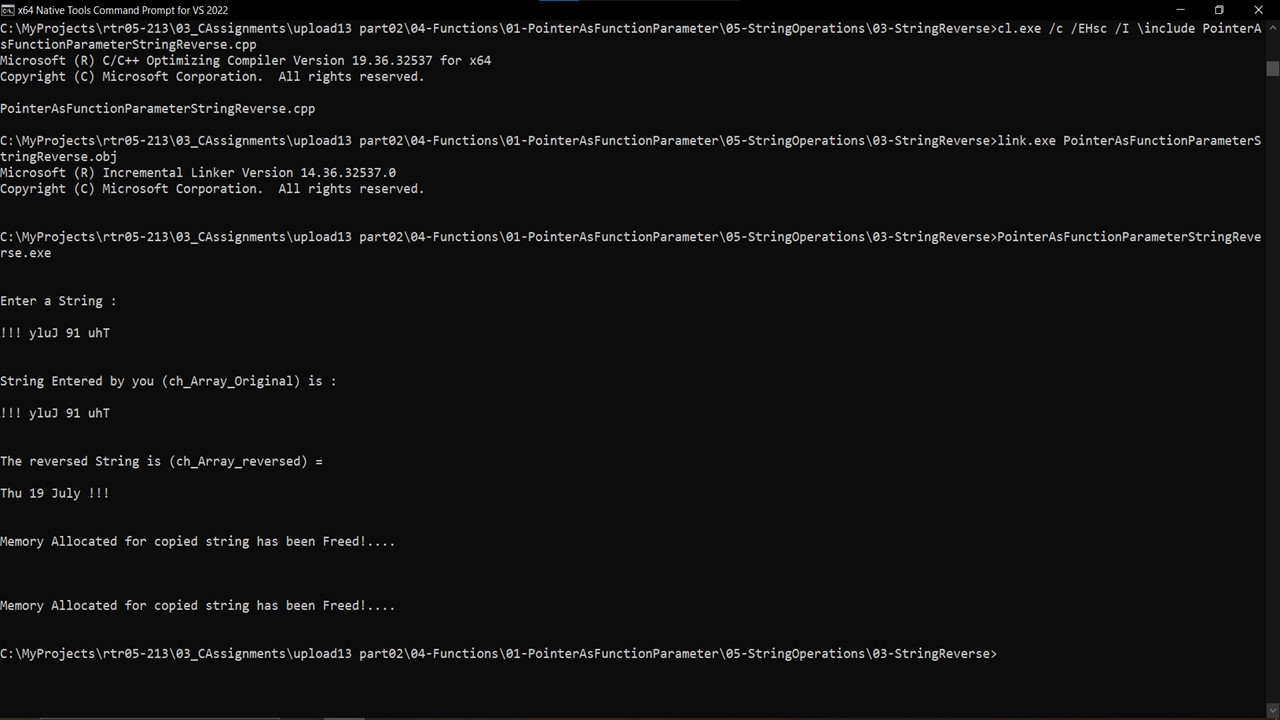 x64 Native Tools Command Prompt for VS 2022
C:\MyProjects\rtr05-213\03_CAssignments\upload13 part02\04-Functions\01-PointerAsFunctionParameter\05-StringOperations\03-StringReverse>cl.exe /c /EHsc /I \include PointerA
sFunctionParameterStringReverse.cpp
Microsoft (R) C/C++ Optimizing Compiler Version 19.36.32537 for x64
Copyright (C) Microsoft Corporation.  All rights reserved.
PointerAsFunctionParameterStringReverse.cpp
C:\MyProjects\rtr05-213\03_CAssignments\upload13 part02\04-Functions\01-PointerAsFunctionParameter\05-StringOperations\03-StringReverse>link.exe PointerAsFunctionParameterS
tringReverse.obj
Microsoft (R) Incremental Linker Version 14.36.32537.0
Copyright (C) Microsoft Corporation.  All rights reserved.
C:\MyProjects\rtr05-213\03_CAssignments\upload13 part02\04-Functions\01-PointerAsFunctionParameter\05-StringOperations\03-StringReverse>PointerAsFunctionParameterStringReve
rse.exe
Enter a String :
!!! yluJ 91 uhT
String Entered by you (ch_Array_Original) is :
!!! yluJ 91 uhT
The reversed String is (ch_Array_reversed) =
Thu 19 July !!!
Memory Allocated for copied string has been Freed!....
Memory Allocated for copied string has been Freed!....
C:\MyProjects\rtr05-213\03_CAssignments\upload13 part02\04-Functions\01-PointerAsFunctionParameter\05-StringOperations\03-StringReverse>